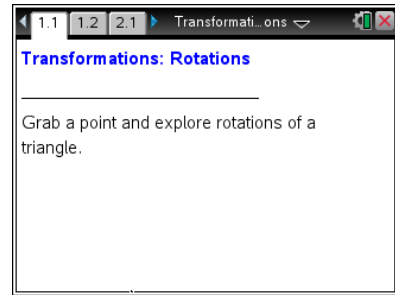 1.1 1.2 2.1 Transformati...ons
Transformations: Rotations
Grab a point and explore rotations of a
triangle.